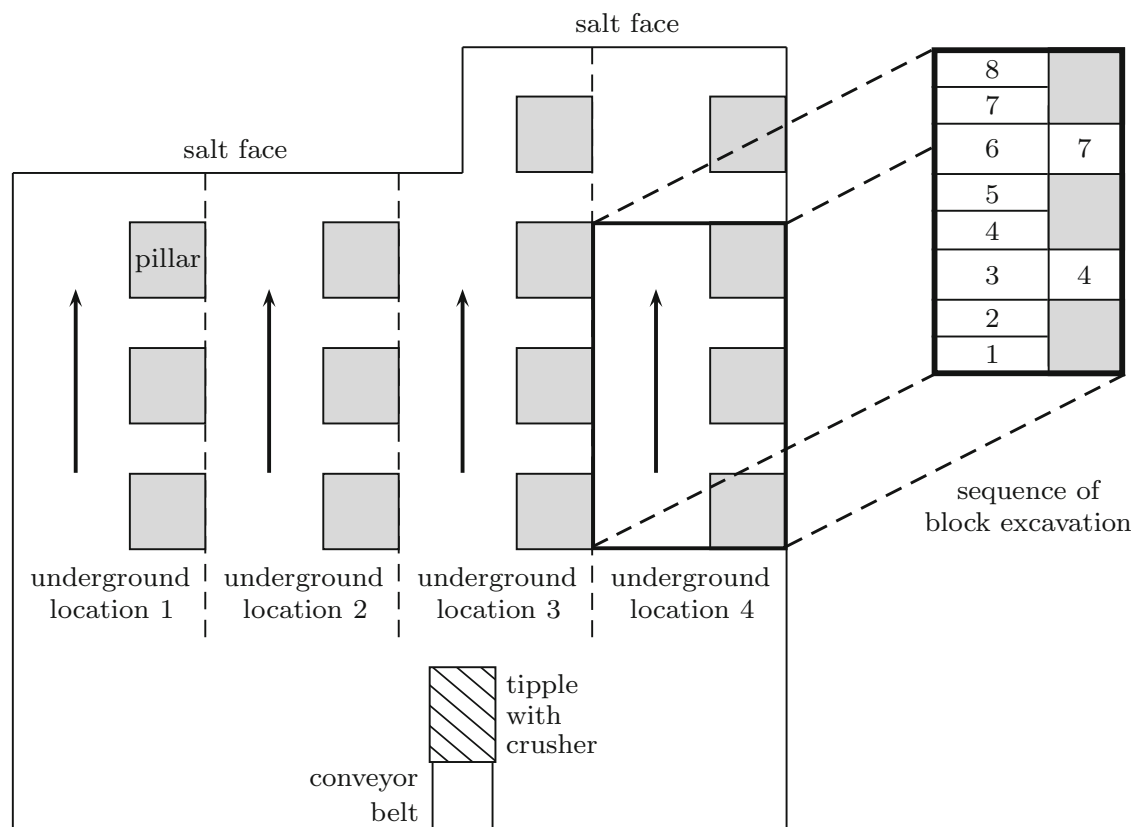 salt face
salt face
pillar
underground
location 1
underground
location 2
underground
location 3
underground
location 4
tipple
with
crusher
conveyor
belt
8
7
6 7
5
4
3 4
2
1
sequence of
block excavation